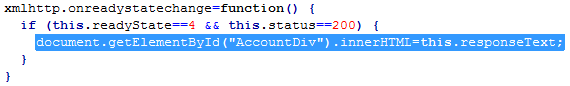 xmlhttp.onreadystatechange=function() {
if (this.readyState==4 && this.status==200) {
document.getElementById("AccountDiv").innerHTML=this.responseText;
}
}